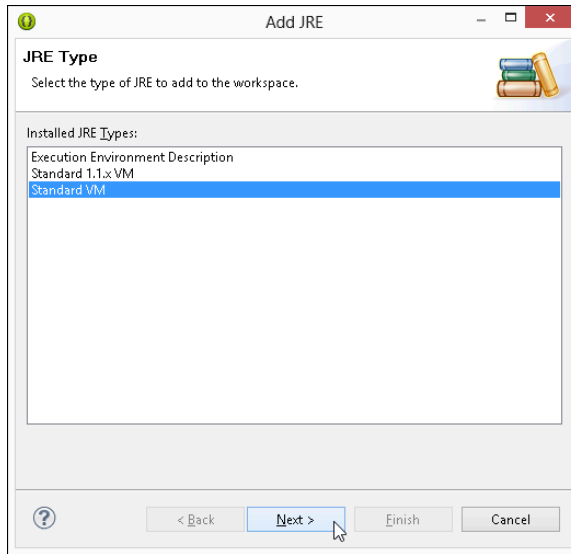 Add JRE
JRE Type
Select the type of JRE to add to the workspace.
Installed JRE Types:
Execution Environment Description
Standard 1.1.x VM
Standard VM
< Back
Next >
Finish
Cancel